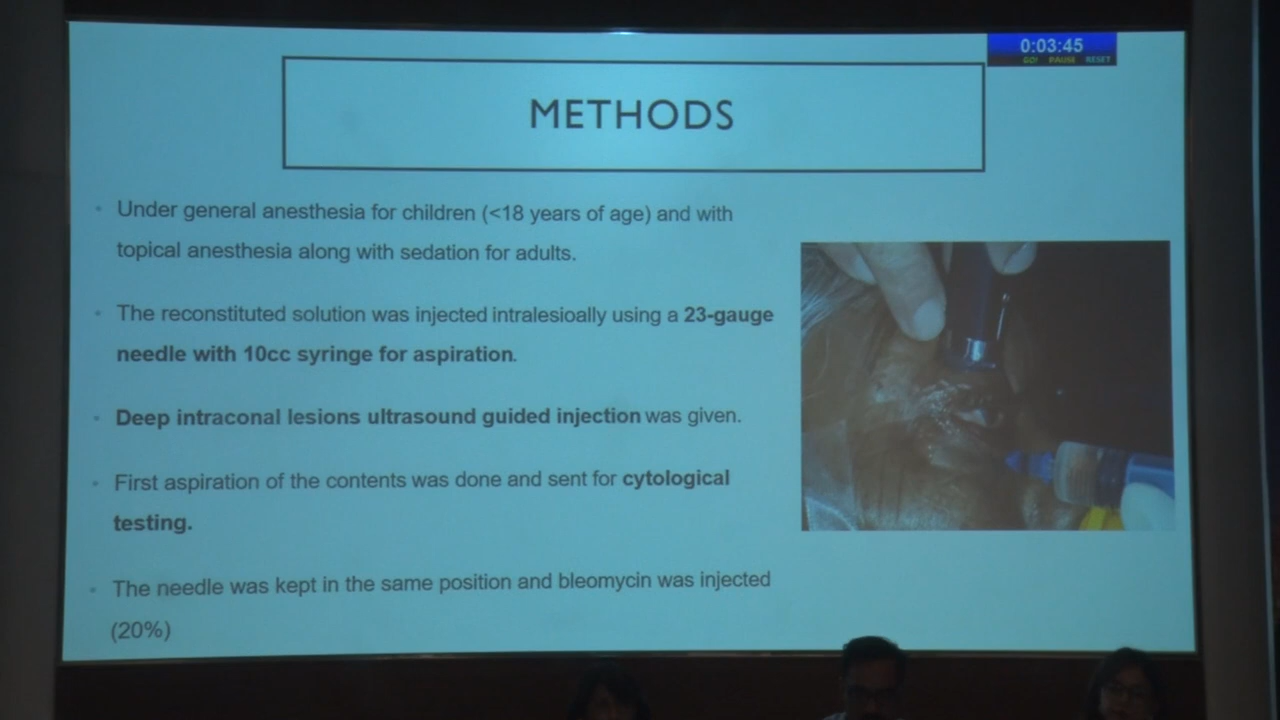 0:03:45
GO! PAUSE RESET
METHODS
• Under general anesthesia for children (<18 years of age) and with
topical anesthesia along with sedation for adults.
• The reconstituted solution was injected intralesioally using a 23-gauge
needle with 10cc syringe for aspiration.
• Deep intraconal lesions ultrasound guided injection was given.
• First aspiration of the contents was done and sent for cytological
testing.
• The needle was kept in the same position and bleomycin was injected
(20%)